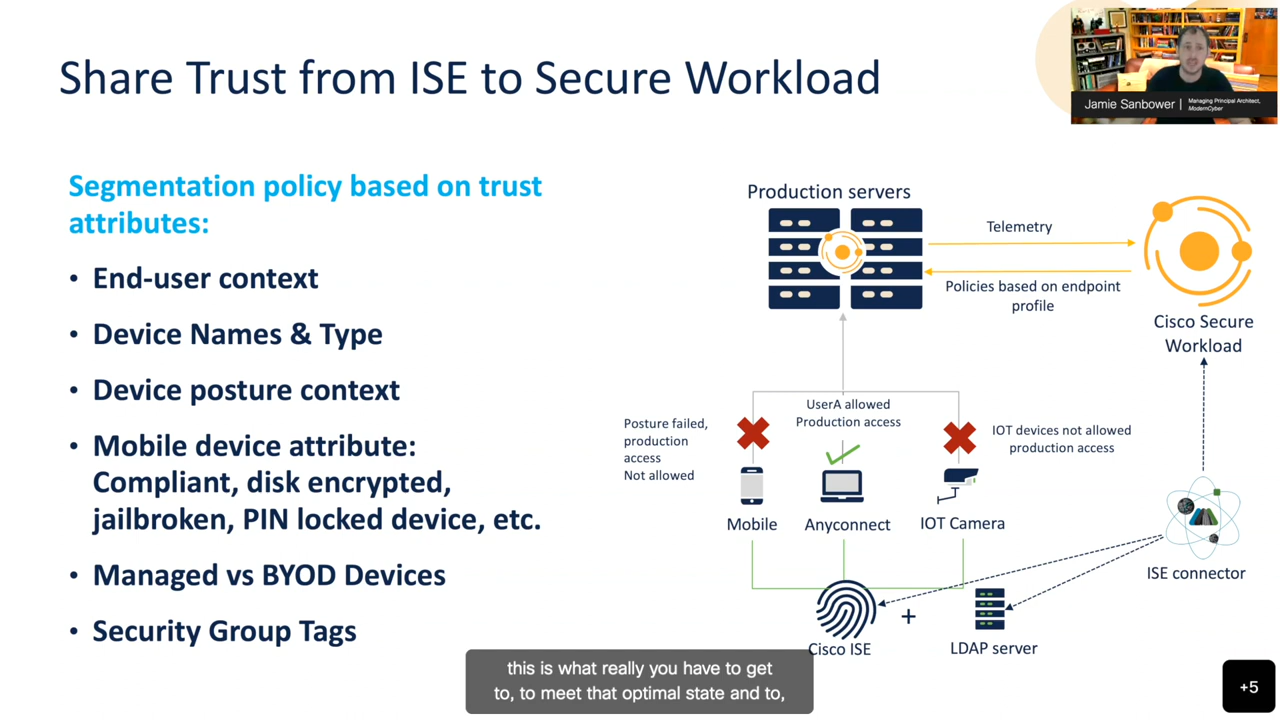 Share Trust from ISE to Secure Workload
Jamie Sanbower | Managing Principal Architect,
ModernCyber
Segmentation policy based on trust
attributes:
• End-user context
• Device Names & Type
• Device posture context
• Mobile device attribute:
Compliant, disk encrypted,
jailbroken, PIN locked device, etc.
• Managed vs BYOD Devices
• Security Group Tags
Production servers
Telemetry
Policies based on endpoint
profile
Cisco Secure
Workload
Posture failed,
production
access
Not allowed
UserA allowed
Production access
IOT devices not allowed
production access
Mobile
Anyconnect
IOT Camera
ISE connector
Cisco ISE
+
LDAP server
this is what really you have to get
to, to meet that optimal state and to,
+5